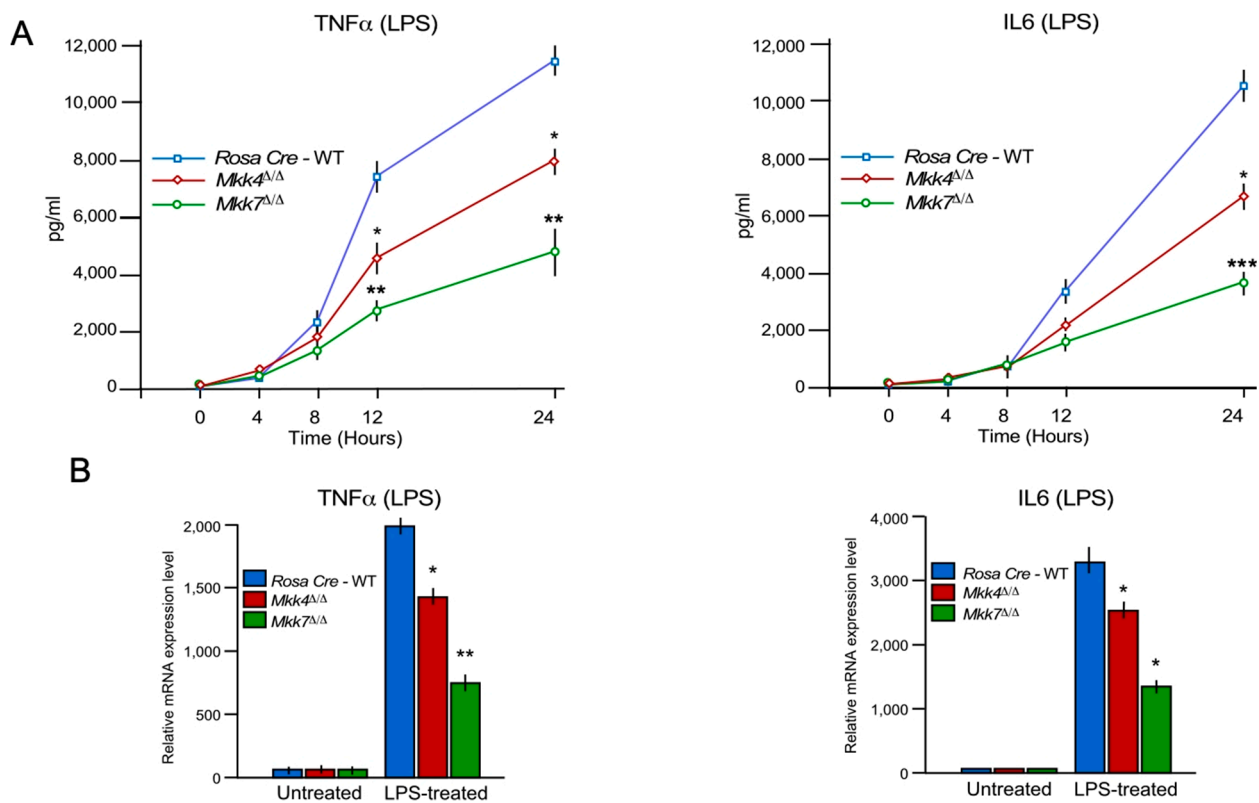 A
TNFα (LPS)
12,000
10,000
8,000
6,000
4,000
2,000
0
pg/ml
Rosa Cre - WT
Mkk4Δ/Δ
Mkk7Δ/Δ
*
**
*
**
0 4 8 12 24
Time (Hours)
IL6 (LPS)
12,000
10,000
8,000
6,000
4,000
2,000
0
pg/ml
Rosa Cre - WT
Mkk4Δ/Δ
Mkk7Δ/Δ
*
***
0 4 8 12 24
Time (Hours)
B
TNFα (LPS)
2,000
1,500
1,000
500
0
Relative mRNA expression level
Rosa Cre - WT
Mkk4Δ/Δ
Mkk7Δ/Δ
*
**
Untreated LPS-treated
IL6 (LPS)
4,000
3,000
2,000
1,000
0
Relative mRNA expression level
Rosa Cre - WT
Mkk4Δ/Δ
Mkk7Δ/Δ
*
*
Untreated LPS-treated